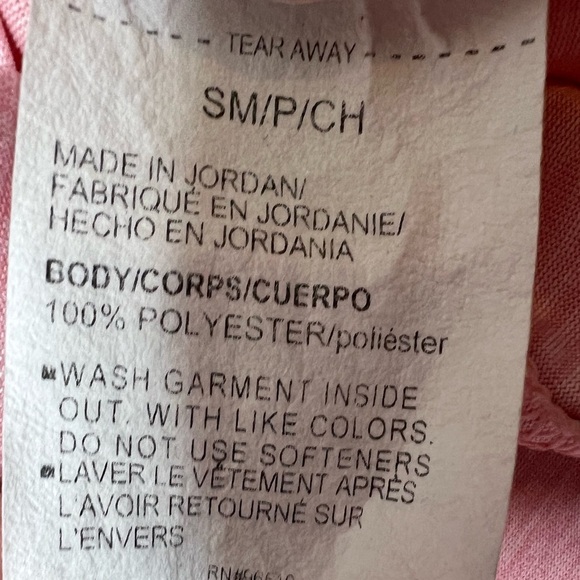 TEAR AWAY
SM/P/CH
MADE IN JORDAN/
FABRIQUÉ EN JORDANIE/
HECHO EN JORDANIA
BODY/CORPS/CUERPO
100% POLYESTER/poliéster
WASH GARMENT INSIDE
OUT. WITH LIKE COLORS.
DO NOT USE SOFTENERS
LAVER LE VÊTEMENT APRÈS
L'AVOIR RETOURNÉ SUR
L'ENVERS